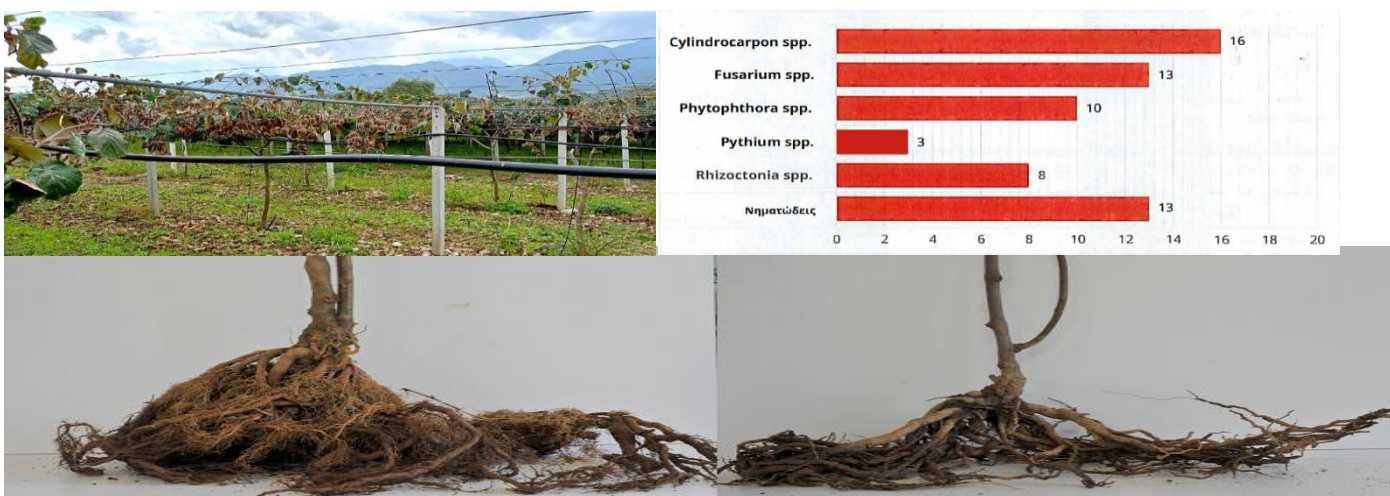 Cylindrocarpon spp. 16
Fusarium spp. 13
Phytophthora spp. 10
Pythium spp. 3
Rhizoctonia spp. 8
Νηματώδεις 13
0 2 4 6 8 10 12 14 16 18 20